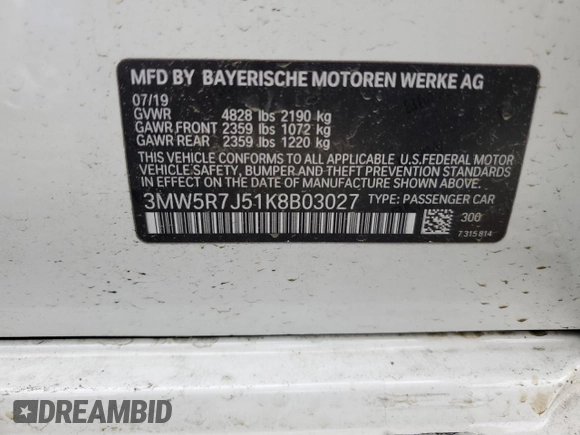 MFD BY BAYERISCHE MOTOREN WERKE AG
07/19
GVWR 4828 lbs 2190 kg
GAWR FRONT 2359 lbs 1072 kg
GAWR REAR 2359 lbs 1220 kg
THIS VEHICLE CONFORMS TO ALL APPLICABLE U.S.FEDERAL MOTOR
VEHICLE SAFETY, BUMPER AND THEFT PREVENTION STANDARDS
IN EFFECT ON THE DATE OF MANUFACTURE SHOWN ABOVE.
3MW5R7J51K8B03027 TYPE: PASSENGER CAR
300
7 315 814
DREAMBID